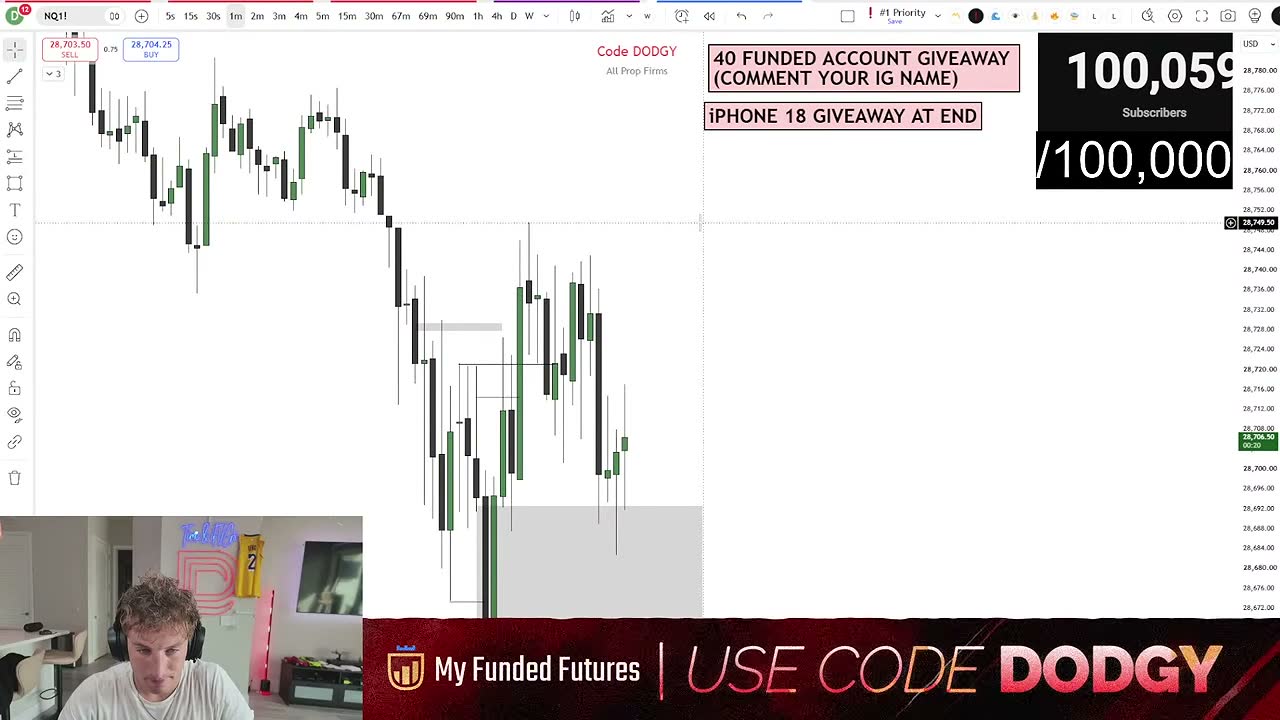 12
NQ1!
5s 15s 30s 1m 2m 3m 4m 5m 15m 30m 67m 69m 90m 1h 4h D W
w
#1 Priority
Save
L L
28,703.50
SELL
0.75
28,704.25
BUY
3
Code DODGY
All Prop Firms
40 FUNDED ACCOUNT GIVEAWAY
(COMMENT YOUR IG NAME)
iPHONE 18 GIVEAWAY AT END
100,059
Subscribers
/100,000
USD
28,780.00
28,776.00
28,772.00
28,768.00
28,764.00
28,760.00
28,756.00
28,752.00
28,749.50
28,744.00
28,740.00
28,736.00
28,732.00
28,728.00
28,724.00
28,720.00
28,716.00
28,712.00
28,708.00
28,706.50
00:20
28,700.00
28,696.00
28,692.00
28,688.00
28,684.00
28,680.00
28,676.00
28,672.00
My Funded Futures
USE CODE DODGY